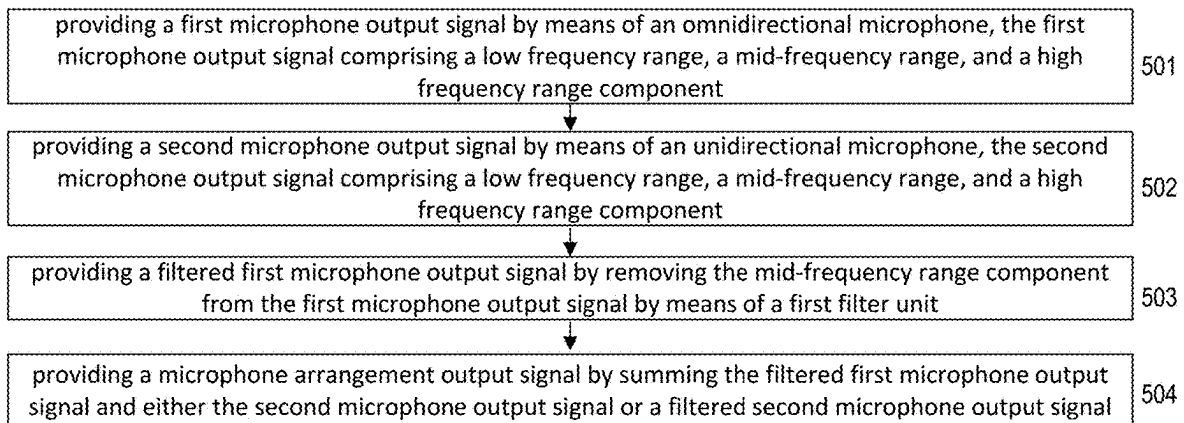 providing a first microphone output signal by means of an omnidirectional microphone, the first
microphone output signal comprising a low frequency range, a mid-frequency range, and a high
frequency range component
501
providing a second microphone output signal by means of an unidirectional microphone, the second
microphone output signal comprising a low frequency range, a mid-frequency range, and a high
frequency range component
502
providing a filtered first microphone output signal by removing the mid-frequency range component
from the first microphone output signal by means of a first filter unit
503
providing a microphone arrangement output signal by summing the filtered first microphone output
signal and either the second microphone output signal or a filtered second microphone output signal
504